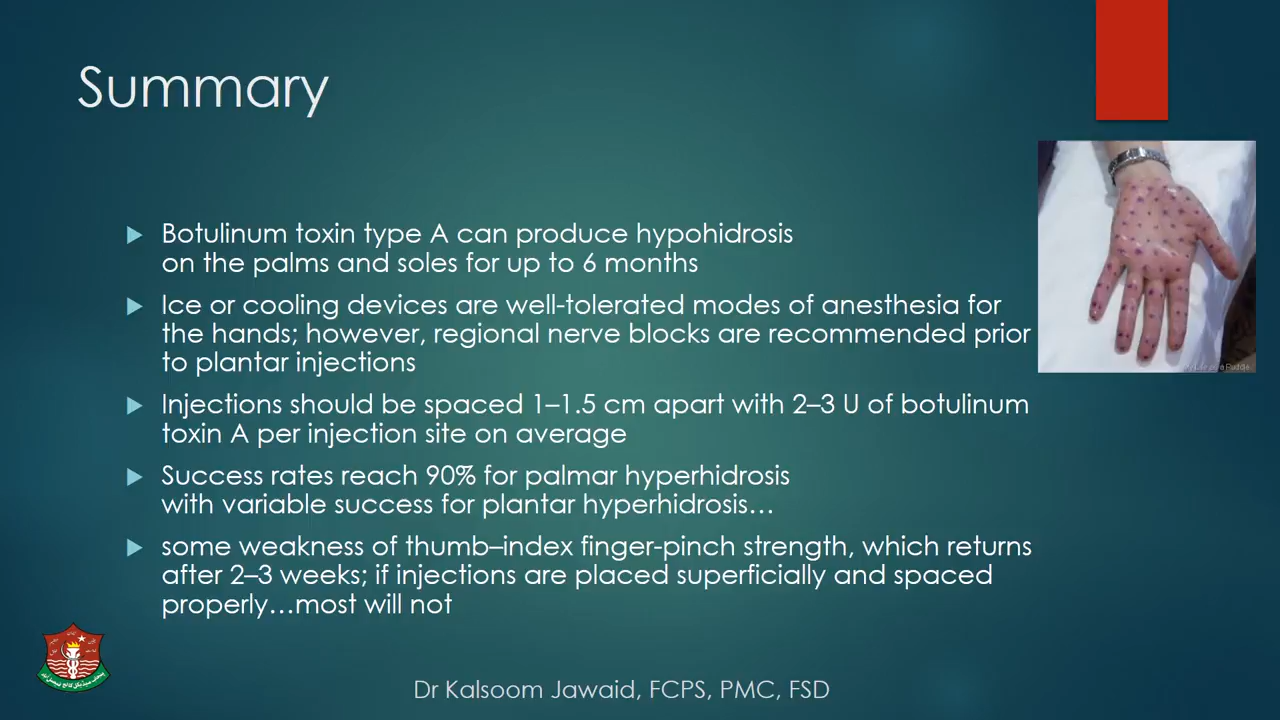 Summary
Botulinum toxin type A can produce hypohidrosis
on the palms and soles for up to 6 months
Ice or cooling devices are well-tolerated modes of anesthesia for
the hands; however, regional nerve blocks are recommended prior
to plantar injections
Injections should be spaced 1–1.5 cm apart with 2–3 U of botulinum
toxin A per injection site on average
Success rates reach 90% for palmar hyperhidrosis
with variable success for plantar hyperhidrosis…
some weakness of thumb–index finger-pinch strength, which returns
after 2–3 weeks; if injections are placed superficially and spaced
properly…most will not
Dr Kalsoom Jawaid, FCPS, PMC, FSD